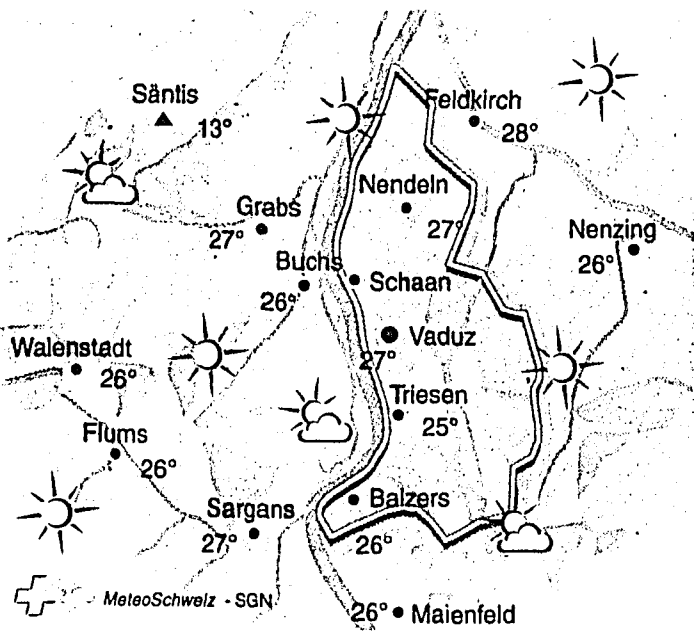 Säntis
13°
Feldkirch
28°
Nendeln
27°
Grabs
27°
Nenzing
26°
Buchs
26°
Schaan
Vaduz
27°
Walenstadt
26°
Triesen
25°
Flums
26°
Balzers
26°
Sargans
27°
MeteoSchweiz - SGN
26°
Maienfeld